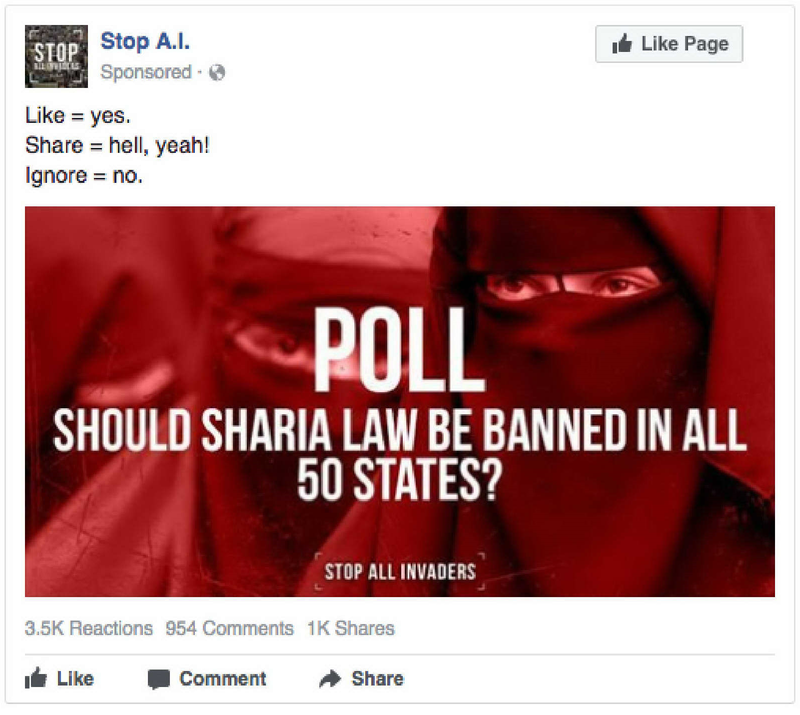 STOP
ALL INVADERS
Stop A.I.
Like Page
Sponsored ·
Like = yes.
Share = hell, yeah!
Ignore = no.
POLL
SHOULD SHARIA LAW BE BANNED IN ALL
50 STATES?
STOP ALL INVADERS
3.5K Reactions 954 Comments 1K Shares
Like Comment Share